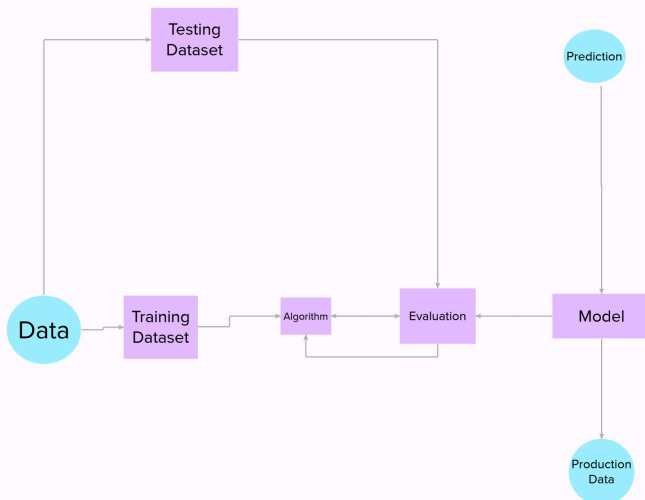 Testing
Dataset
Prediction
Data
Training
Dataset
Algorithm
Evaluation
Model
Production
Data